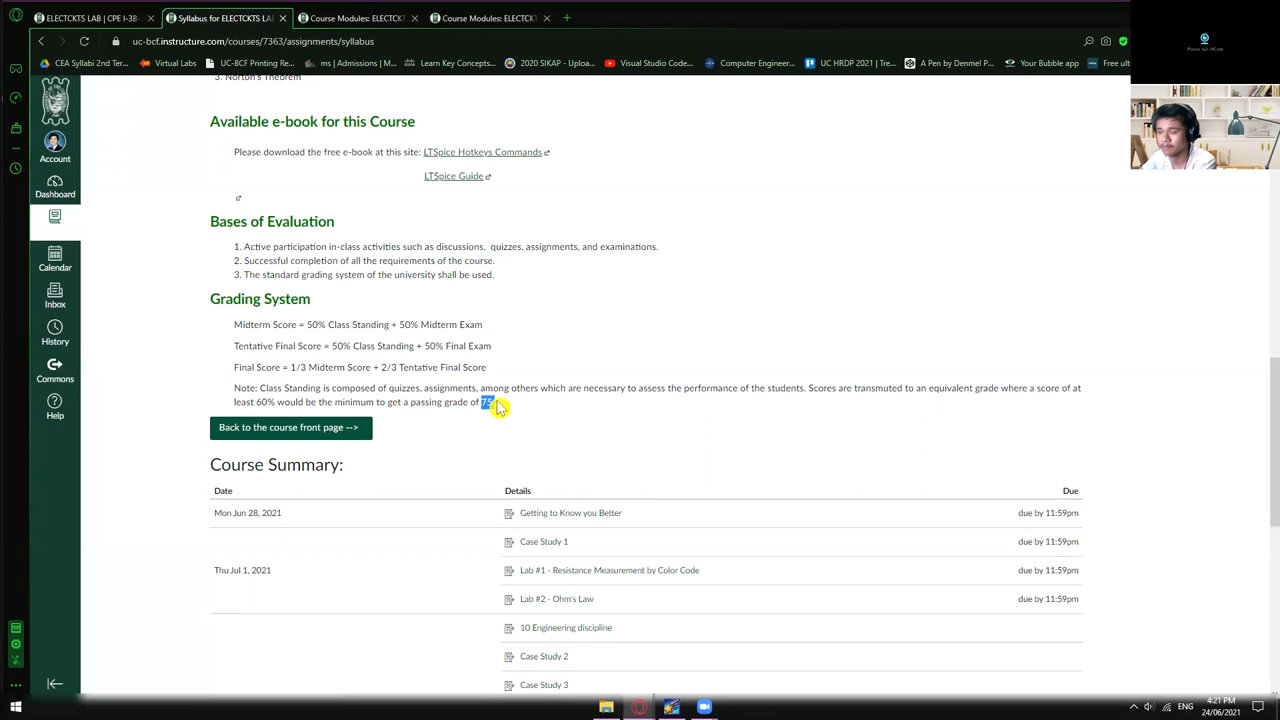 ELECTCKTS LAB | CPE I-3B-
Syllabus for ELECTCKTS LA
Course Modules: ELECTCKT
Course Modules: ELECTCKT
uc-bcf.instructure.com/courses/7363/assignments/syllabus
CEA Syllabi 2nd Ter...
Virtual Labs
UC-BCF Printing Re...
ms | Admissions | M...
Learn Key Concepts...
2020 SIKAP - Uploa...
Visual Studio Code...
Computer Engineer...
UC HRDP 2021 | Tre...
A Pen by Denmel P...
Your Bubble app
Free ult
3. Norton's Theorem
Available e-book for this Course
Please download the free e-book at this site: LTSpice Hotkeys Commands
LTSpice Guide
Account
Dashboard
Calendar
Inbox
History
Commons
Help
Bases of Evaluation
1. Active participation in-class activities such as discussions, quizzes, assignments, and examinations.
2. Successful completion of all the requirements of the course.
3. The standard grading system of the university shall be used.
Grading System
Midterm Score = 50% Class Standing + 50% Midterm Exam
Tentative Final Score = 50% Class Standing + 50% Final Exam
Final Score = 1/3 Midterm Score + 2/3 Tentative Final Score
Note: Class Standing is composed of quizzes, assignments, among others which are necessary to assess the performance of the students. Scores are transmuted to an equivalent grade where a score of at
least 60% would be the minimum to get a passing grade of 75
Back to the course front page -->
Course Summary:
Date Details Due
Mon Jun 28, 2021 Getting to Know you Better due by 11:59pm
Case Study 1 due by 11:59pm
Thu Jul 1, 2021 Lab #1 - Resistance Measurement by Color Code due by 11:59pm
Lab #2 - Ohm's Law due by 11:59pm
10 Engineering discipline
Case Study 2
Case Study 3
ENG
4:21 PM
24/06/2021